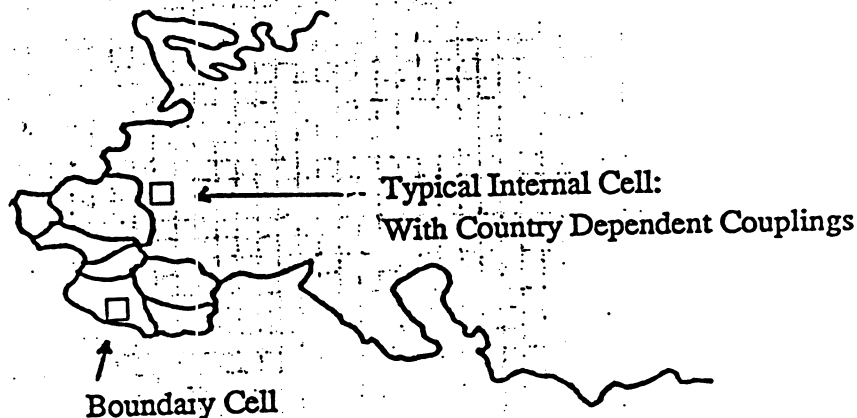 Typical Internal Cell:
With Country Dependent Couplings
Boundary Cell